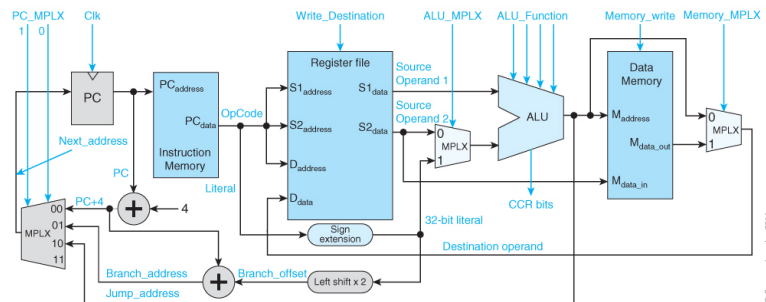 PC_MPLX
1 0
Clk
Write_Destination
ALU_MPLX
ALU_Function
Memory_write
Memory_MPLX
PC
PCaddress
PCdata
Instruction
Memory
OpCode
Register file
S1address
S1data
S2address
S2data
Daddress
Ddata
Source
Operand 1
Source
Operand 2
0
MPLX
1
ALU
CCR bits
Data
Memory
Maddress
Mdata_out
Mdata_in
0
MPLX
1
Next_address
PC
Literal
PC+4
+
4
MPLX
00
01
10
11
Sign
extension
32-bit literal
Destination operand
Branch_address
+
Branch_offset
Left shift x 2
Jump_address